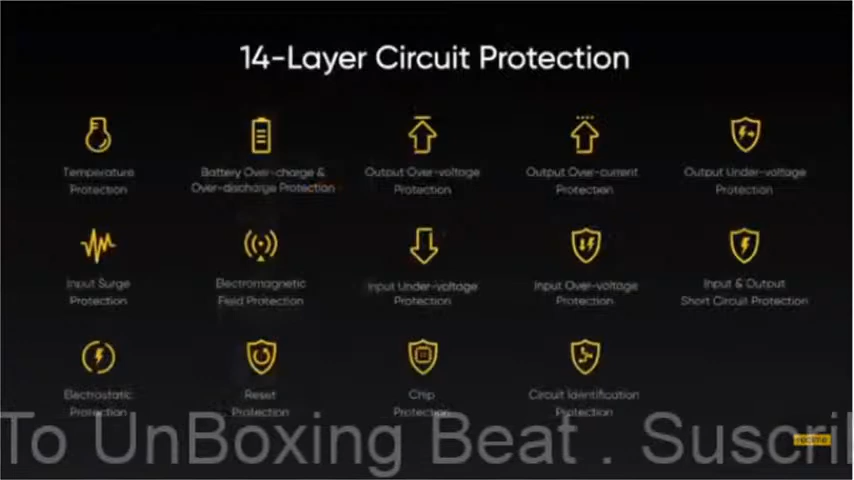 14-Layer Circuit Protection
Temperature
Protection
Battery Over-charge &
Over-discharge Protection
Output Over-voltage
Protection
Output Over-current
Protection
Output Under-voltage
Protection
Input Surge
Protection
Electromagnetic
Field Protection
Input Under-voltage
Protection
Input Over-voltage
Protection
Input & Output
Short Circuit Protection
Electrostatic
Protection
Reset
Protection
Chip
Protection
Circuit Identification
Protection
To UnBoxing Beat . Suscri
realme